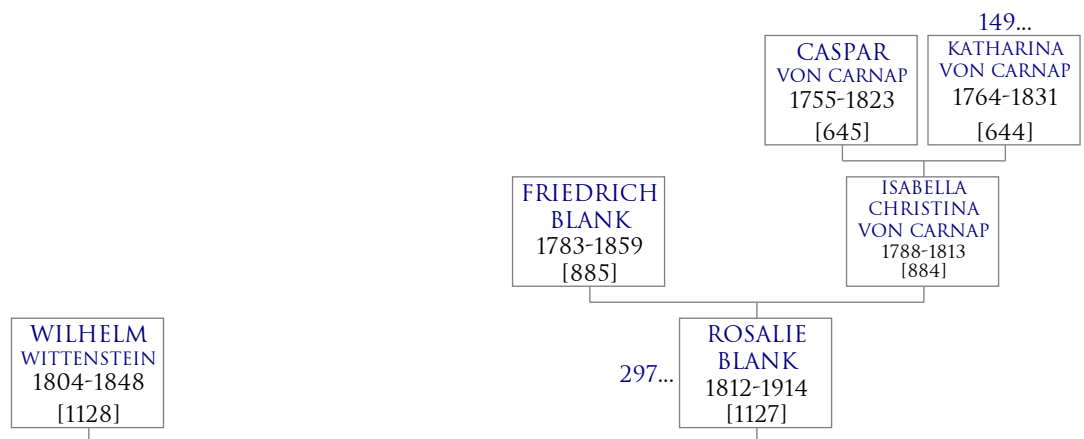 149...
CASPAR
VON CARNAP
1755-1823
[645]
KATHARINA
VON CARNAP
1764-1831
[644]
FRIEDRICH
BLANK
1783-1859
[885]
ISABELLA
CHRISTINA
VON CARNAP
1788-1813
[884]
WILHELM
WITTENSTEIN
1804-1848
[1128]
297...
ROSALIE
BLANK
1812-1914
[1127]